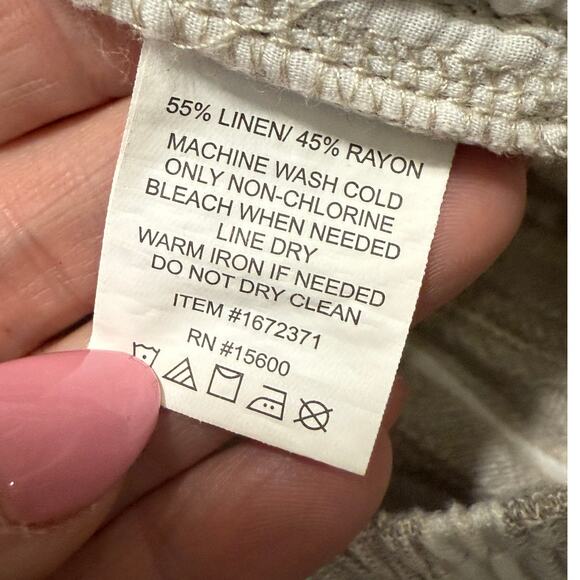 55% LINEN/ 45% RAYON
MACHINE WASH COLD
ONLY NON-CHLORINE
BLEACH WHEN NEEDED
LINE DRY
WARM IRON IF NEEDED
DO NOT DRY CLEAN
ITEM #1672371
RN #15600